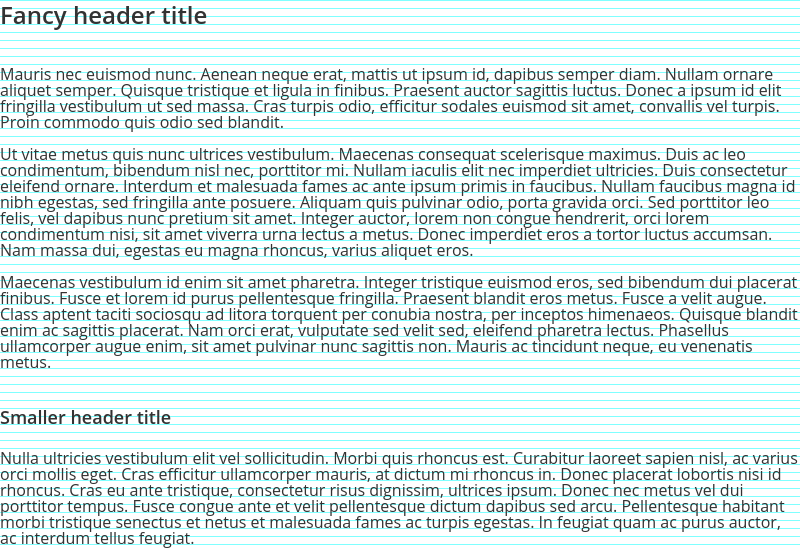 Fancy header title
Mauris nec euismod nunc. Aenean neque erat, mattis ut ipsum id, dapibus semper diam. Nullam ornare
aliquet semper. Quisque tristique et ligula in finibus. Praesent auctor sagittis luctus. Donec a ipsum id elit
fringilla vestibulum ut sed massa. Cras turpis odio, efficitur sodales euismod sit amet, convallis vel turpis.
Proin commodo quis odio sed blandit.
Ut vitae metus quis nunc ultrices vestibulum. Maecenas consequat scelerisque maximus. Duis ac leo
condimentum, bibendum nisl nec, porttitor mi. Nullam iaculis elit nec imperdiet ultricies. Duis consectetur
eleifend ornare. Interdum et malesuada fames ac ante ipsum primis in faucibus. Nullam faucibus magna id
nibh egestas, sed fringilla ante posuere. Aliquam quis pulvinar odio, porta gravida orci. Sed porttitor leo
felis, vel dapibus nunc pretium sit amet. Integer auctor, lorem non congue hendrerit, orci lorem
condimentum nisi, sit amet viverra urna lectus a metus. Donec imperdiet eros a tortor luctus accumsan.
Nam massa dui, egestas eu magna rhoncus, varius aliquet eros.
Maecenas vestibulum id enim sit amet pharetra. Integer tristique euismod eros, sed bibendum dui placerat
finibus. Fusce et lorem id purus pellentesque fringilla. Praesent blandit eros metus. Fusce a velit augue.
Class aptent taciti sociosqu ad litora torquent per conubia nostra, per inceptos himenaeos. Quisque blandit
enim ac sagittis placerat. Nam orci erat, vulputate sed velit sed, eleifend pharetra lectus. Phasellus
ullamcorper augue enim, sit amet pulvinar nunc sagittis non. Mauris ac tincidunt neque, eu venenatis
metus.
Smaller header title
Nulla ultricies vestibulum elit vel sollicitudin. Morbi quis rhoncus est. Curabitur laoreet sapien nisl, ac varius
orci mollis eget. Cras efficitur ullamcorper mauris, at dictum mi rhoncus in. Donec placerat lobortis nisi id
rhoncus. Cras eu ante tristique, consectetur risus dignissim, ultrices ipsum. Donec nec metus vel dui
porttitor tempus. Fusce congue ante et velit pellentesque dictum dapibus sed arcu. Pellentesque habitant
morbi tristique senectus et netus et malesuada fames ac turpis egestas. In feugiat quam ac purus auctor,
ac interdum tellus feugiat.